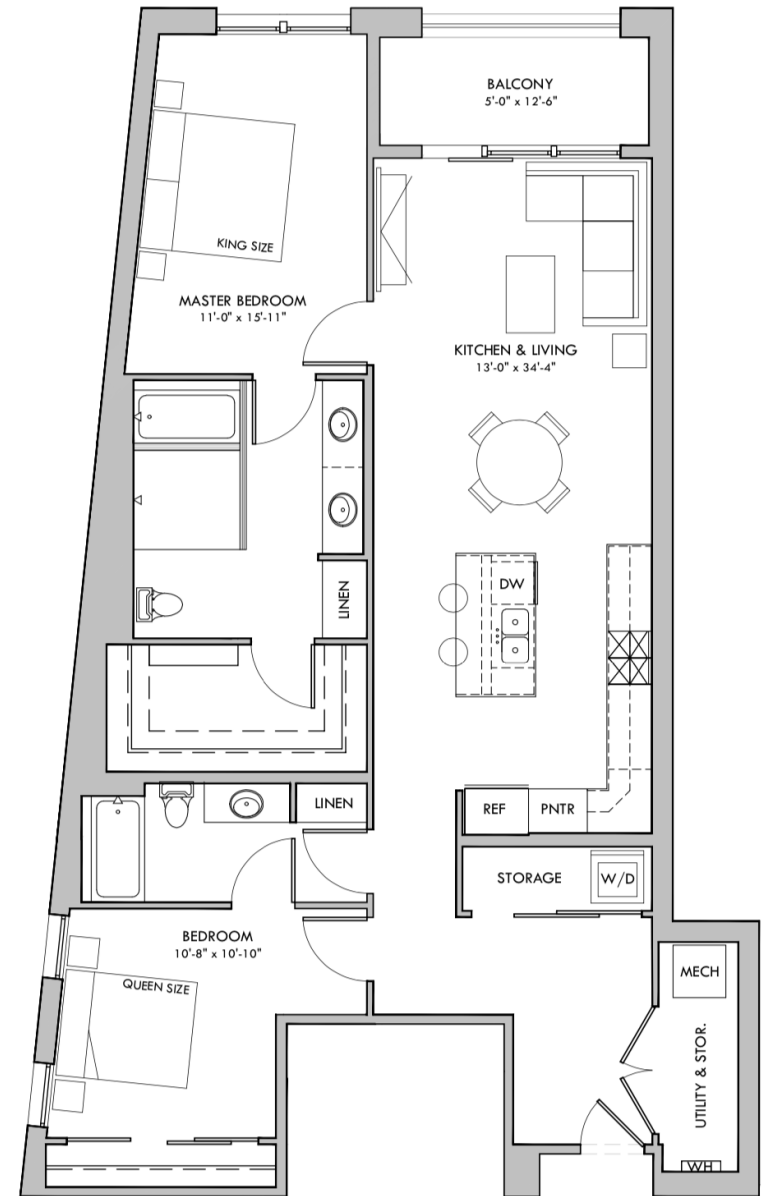 BALCONY
5'-0" x 12'-6"
KING SIZE
MASTER BEDROOM
11'-0" x 15'-11"
KITCHEN & LIVING
13'-0" x 34'-4"
DW
LINEN
LINEN
REF
PNTR
STORAGE
W/D
BEDROOM
10'-8" x 10'-10"
QUEEN SIZE
MECH
UTILITY & STOR.
WH